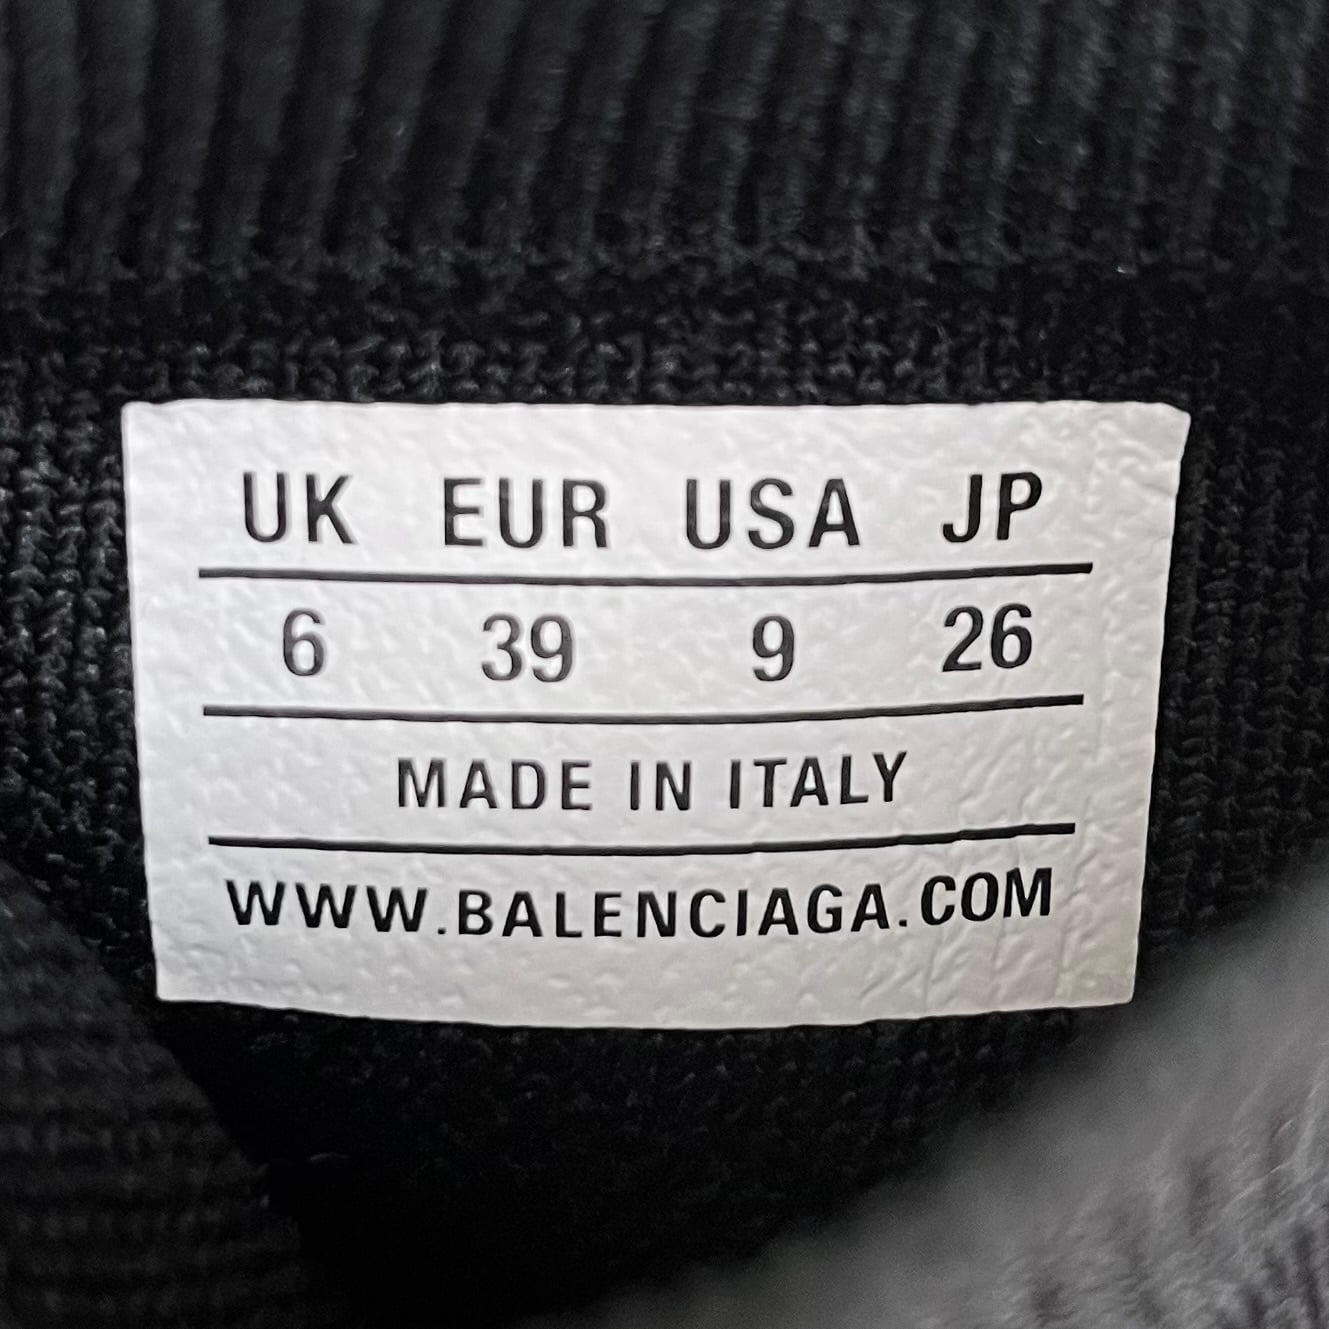 UK EUR USA JP
6 39 9 26
MADE IN ITALY
WWW.BALENCIAGA.COM